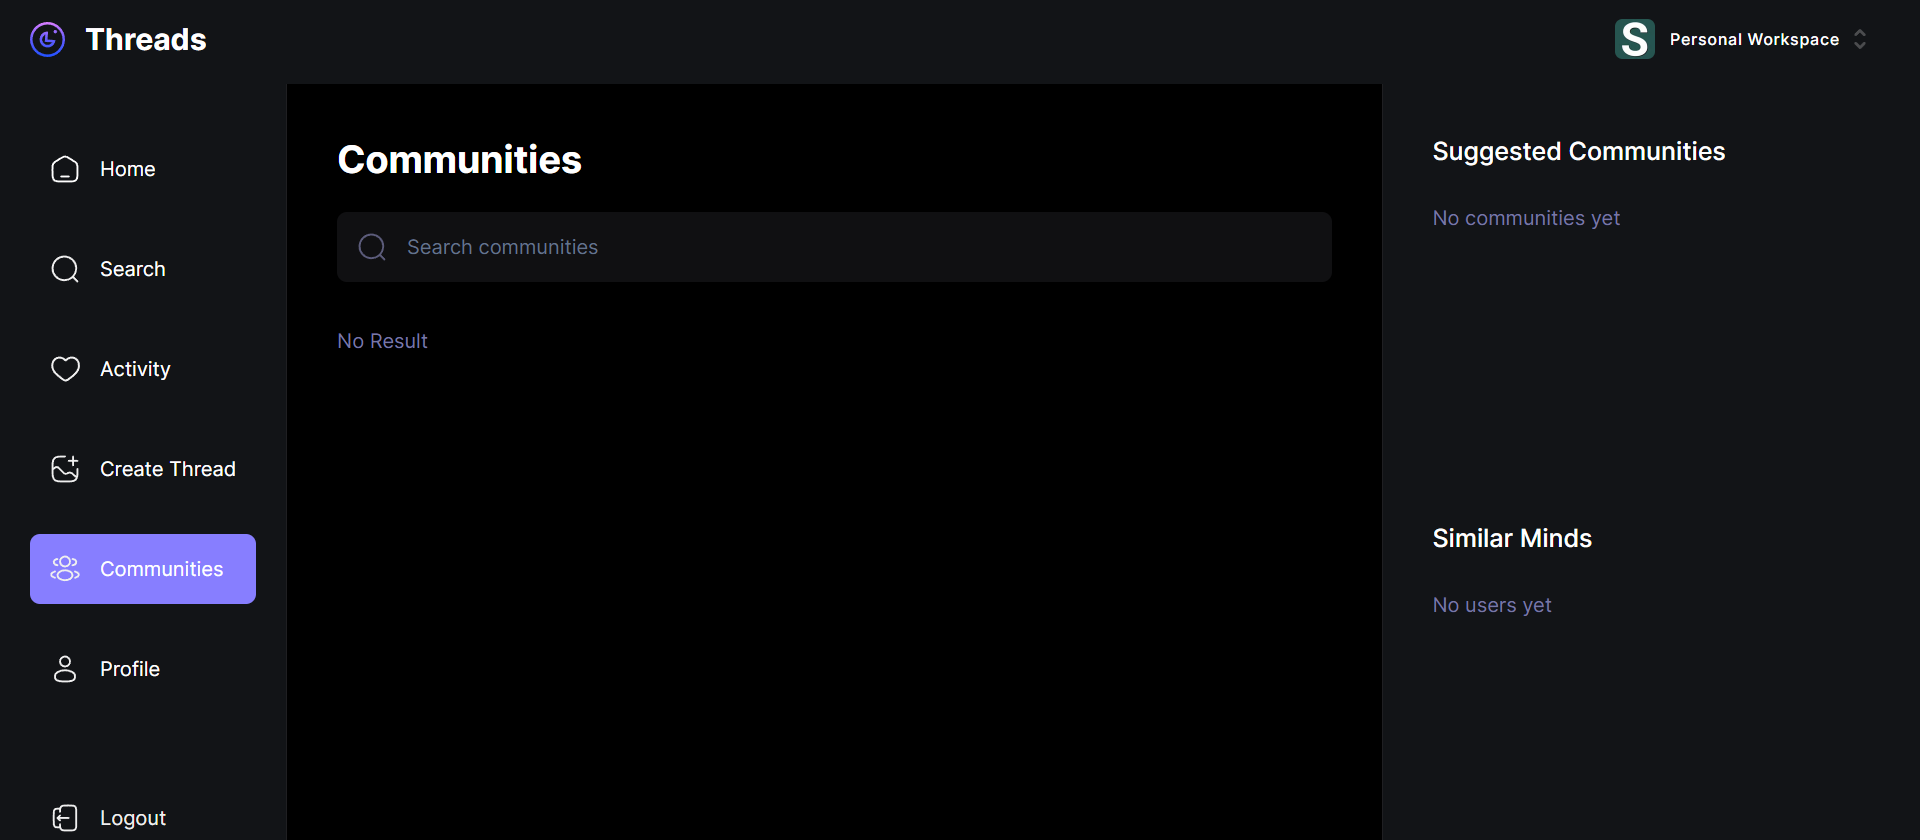 Threads
S
Personal Workspace
Home
Search
Activity
Create Thread
Communities
Profile
Logout
Communities
Search communities
No Result
Suggested Communities
No communities yet
Similar Minds
No users yet